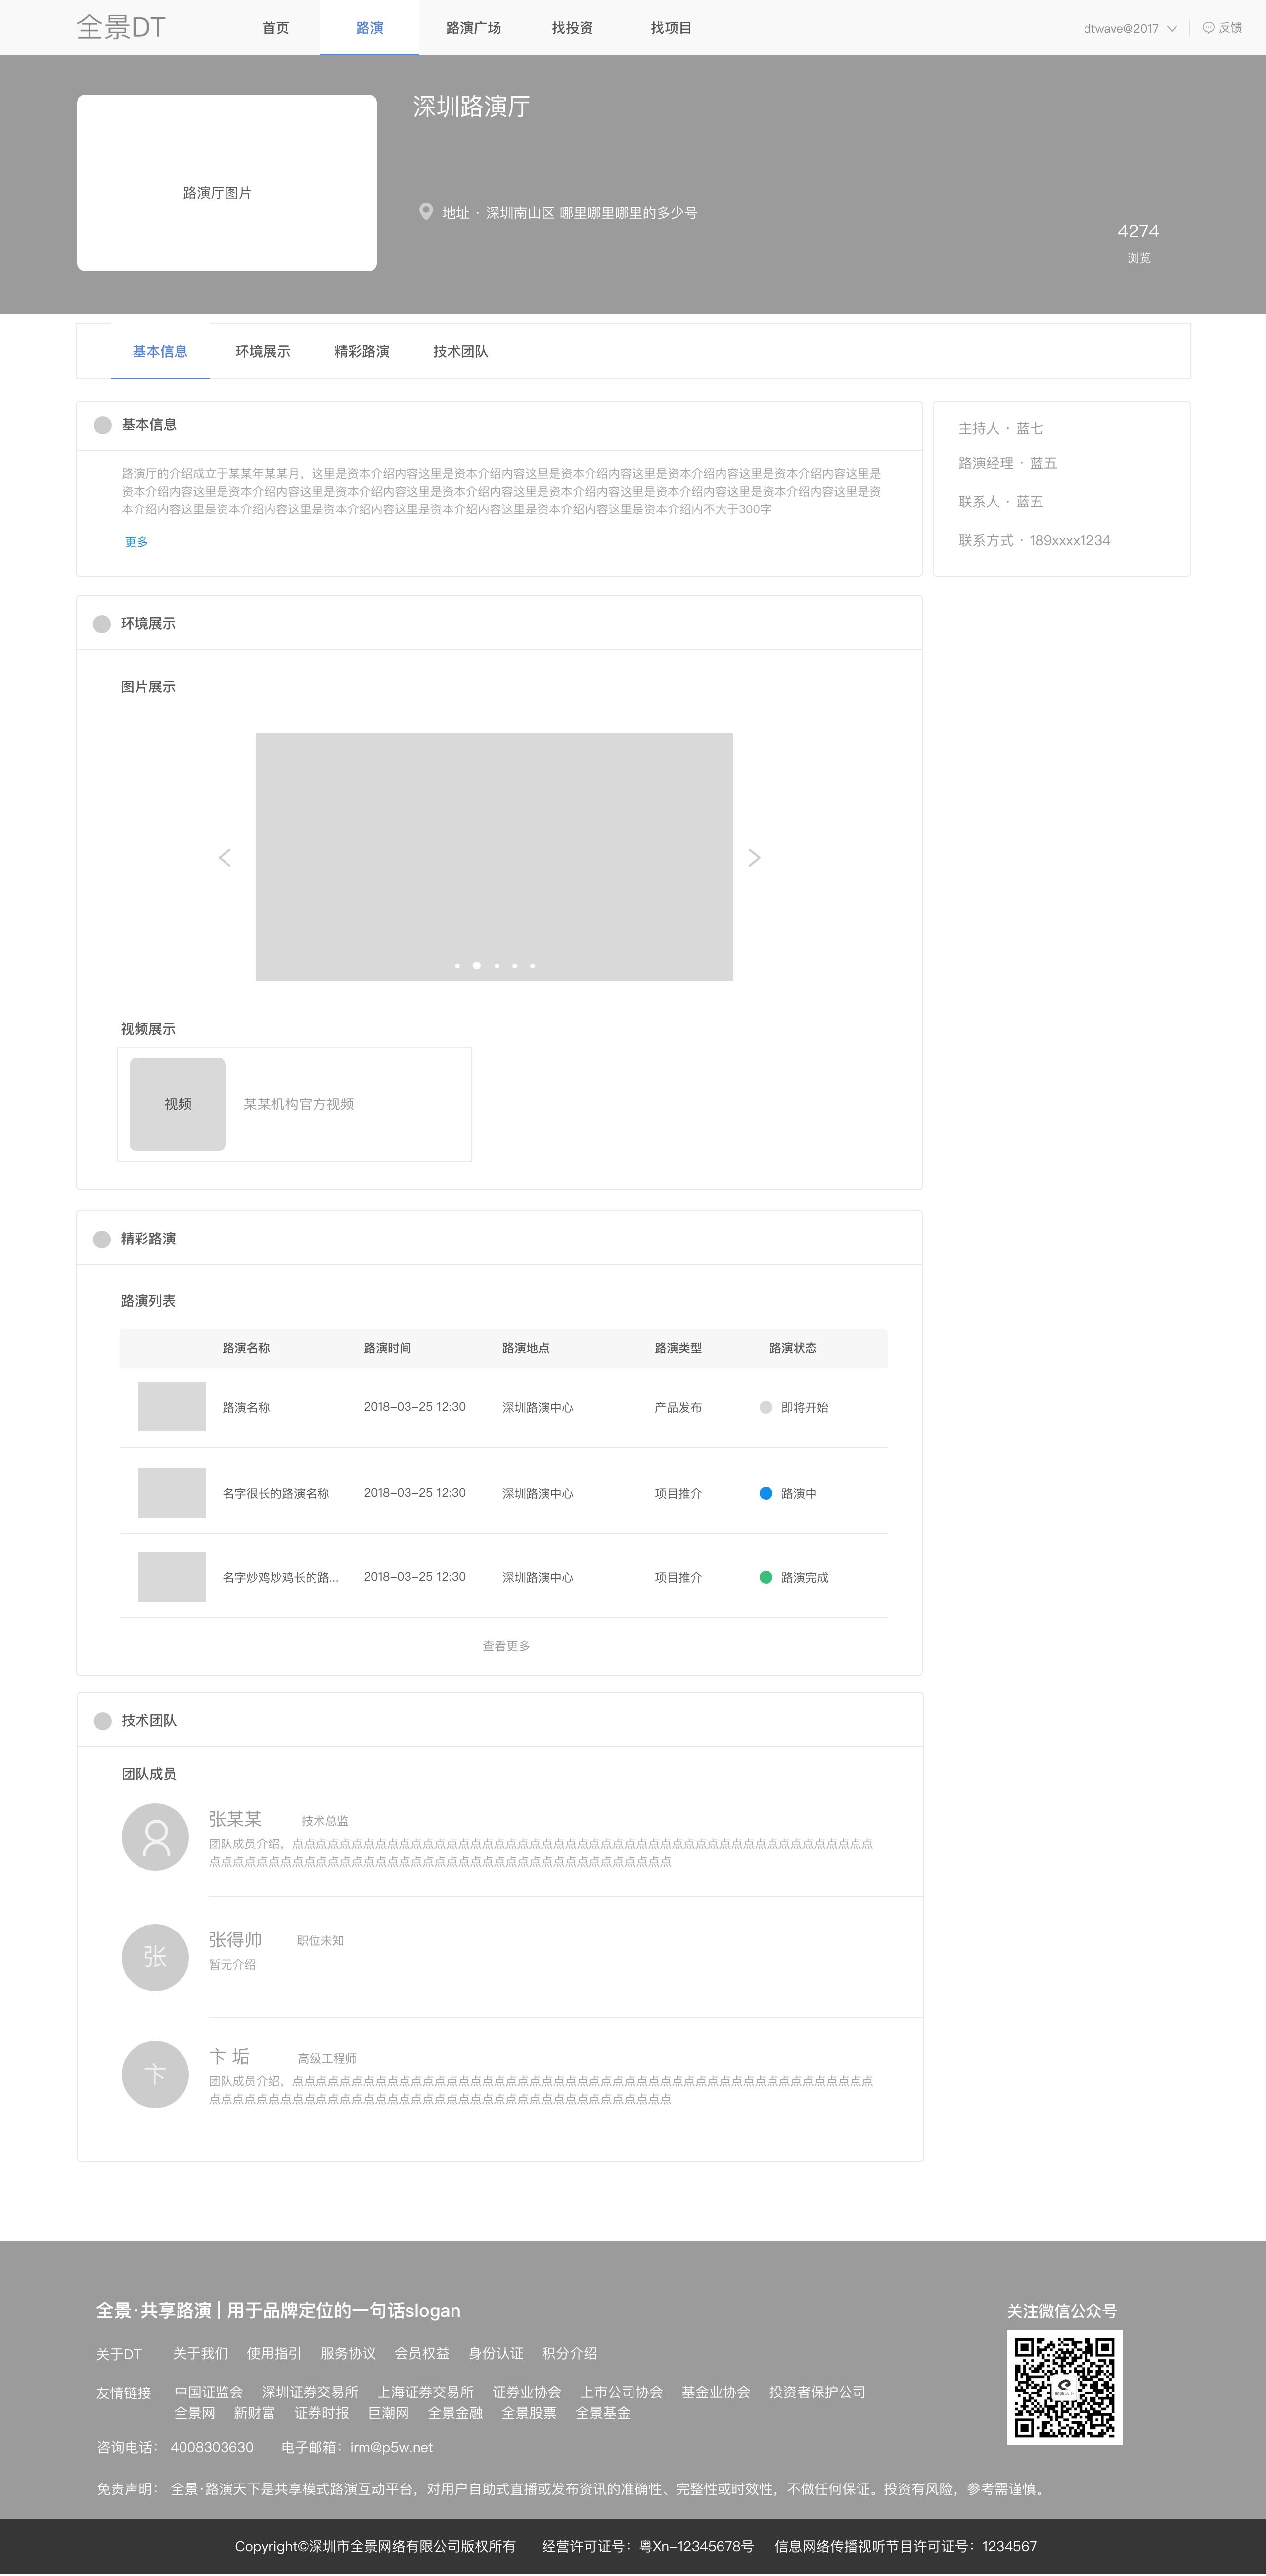 全景DT
首页 路演 路演广场 找投资 找项目
dtwave@2017 反馈
深圳路演厅
路演厅图片
地址 · 深圳南山区 哪里哪里哪里的多少号
4274
浏览
基本信息 环境展示 精彩路演 技术团队
基本信息
路演厅的介绍成立于某某年某某月，这里是资本介绍内容这里是资本介绍内容这里是资本介绍内容这里是资本介绍内容这里是资本介绍内容这里是
资本介绍内容这里是资本介绍内容这里是资本介绍内容这里是资本介绍内容这里是资本介绍内容这里是资本介绍内容这里是资本介绍内容这里是资
本介绍内容这里是资本介绍内容这里是资本介绍内容这里是资本介绍内容这里是资本介绍内容这里是资本介绍内不大于300字
更多
主持人 · 蓝七
路演经理 · 蓝五
联系人 · 蓝五
联系方式 · 189xxxx1234
环境展示
图片展示
视频展示
视频
某某机构官方视频
精彩路演
路演列表
路演名称 路演时间 路演地点 路演类型 路演状态
路演名称 2018-03-25 12:30 深圳路演中心 产品发布 即将开始
名字很长的路演名称 2018-03-25 12:30 深圳路演中心 项目推介 路演中
名字炒鸡炒鸡长的路... 2018-03-25 12:30 深圳路演中心 项目推介 路演完成
查看更多
技术团队
团队成员
张某某 技术总监
团队成员介绍，点点点点点点点点点点点点点点点点点点点点点点点点点点点点点点点点点点点点点点点点点点点点点点点点点
点点点点点点点点点点点点点点点点点点点点点点点点点点点点点点点点点点点点点点点
张
张得帅 职位未知
暂无介绍
卞
卞 垢 高级工程师
团队成员介绍，点点点点点点点点点点点点点点点点点点点点点点点点点点点点点点点点点点点点点点点点点点点点点点点点点
点点点点点点点点点点点点点点点点点点点点点点点点点点点点点点点点点点点点点点点
全景·共享路演 | 用于品牌定位的一句话slogan
关注微信公众号
关于DT 关于我们 使用指引 服务协议 会员权益 身份认证 积分介绍
友情链接 中国证监会 深圳证券交易所 上海证券交易所 证券业协会 上市公司协会 基金业协会 投资者保护公司
全景网 新财富 证券时报 巨潮网 全景金融 全景股票 全景基金
咨询电话： 4008303630 电子邮箱：irm@p5w.net
免责声明： 全景·路演天下是共享模式路演互动平台，对用户自助式直播或发布资讯的准确性、完整性或时效性，不做任何保证。投资有风险，参考需谨慎。
Copyright©深圳市全景网络有限公司版权所有 经营许可证号：粤Xn-12345678号 信息网络传播视听节目许可证号：1234567